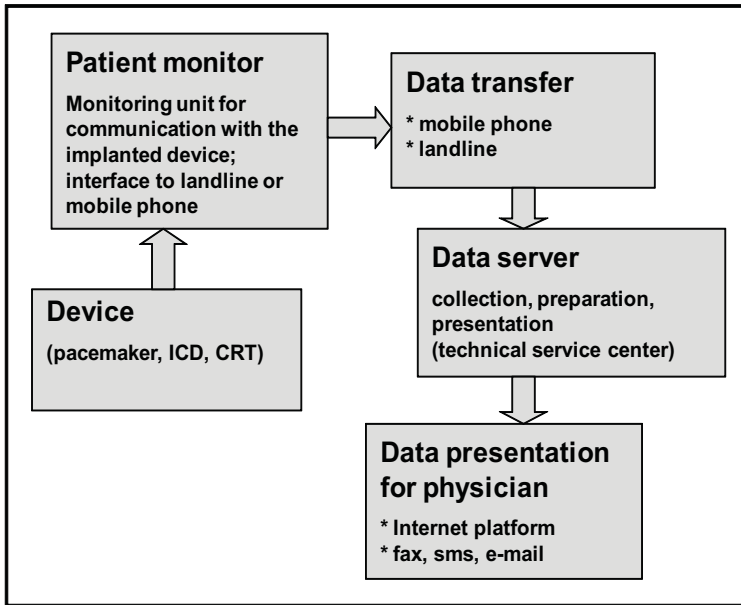 Patient monitor
Monitoring unit for
communication with the
implanted device;
interface to landline or
mobile phone
Data transfer
* mobile phone
* landline
Device
(pacemaker, ICD, CRT)
Data server
collection, preparation,
presentation
(technical service center)
Data presentation
for physician
* Internet platform
* fax, sms, e-mail